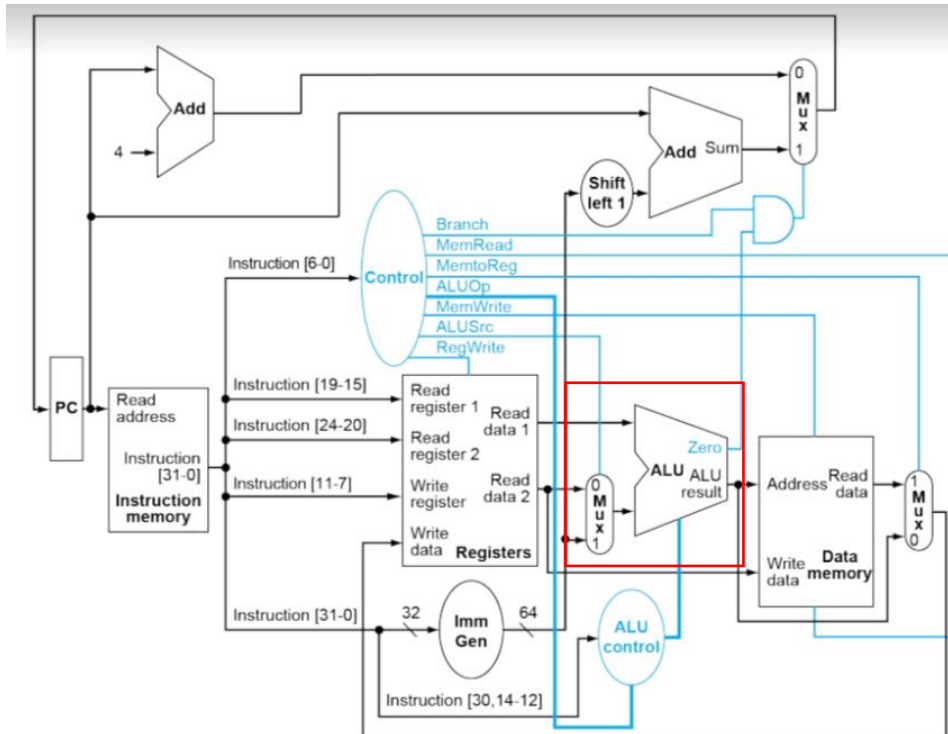 Add
4
0
Mux
1
Add Sum
Shift
left 1
Branch
MemRead
MemtoReg
ALUOp
MemWrite
ALUSrc
RegWrite
Control
Instruction [6-0]
PC
Read
address
Instruction
[31-0]
Instruction
memory
Instruction [19-15]
Instruction [24-20]
Instruction [11-7]
Read
register 1
Read
register 2
Write
register
Write
data
Read
data 1
Read
data 2
Registers
0
Mux
1
Zero
ALU
ALU
result
Address
Read
data
Write
data
Data
memory
1
Mux
0
Instruction [31-0]
32
Imm
Gen
64
ALU
control
Instruction [30,14-12]